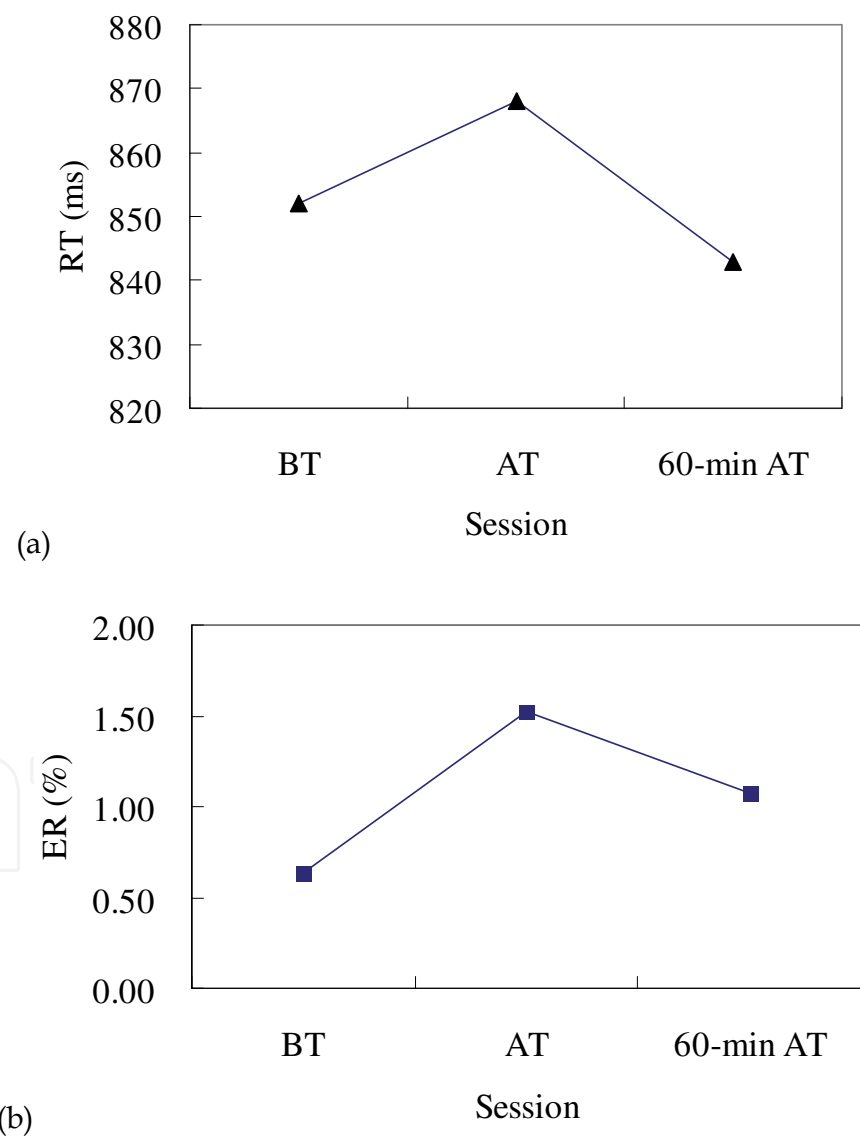 880
870
860
850
840
830
820
RT (ms)
BT AT 60-min AT
Session
(a)
2.00
1.50
1.00
0.50
0.00
ER (%)
BT AT 60-min AT
Session
(b)